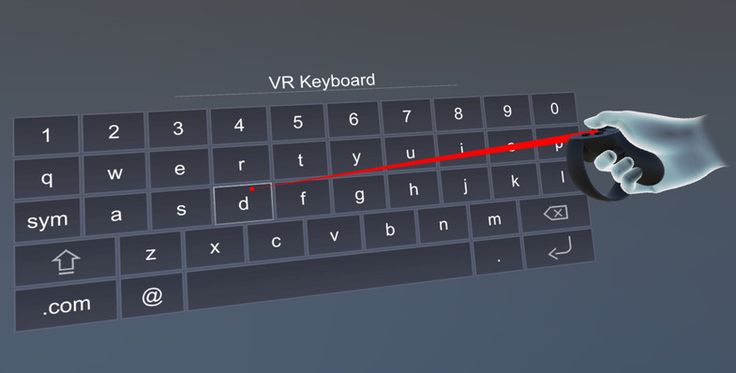 VR Keyboard
1 2 3 4 5 6 7 8 9 0
q w e r t y u i o p
sym a s d f g h j k l
z x c v b n m
.com @ .